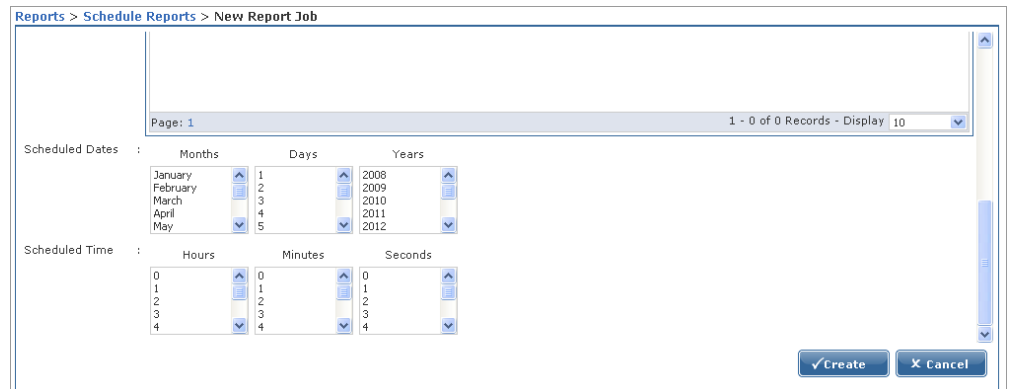 Reports > Schedule Reports > New Report Job
Page: 1 1 - 0 of 0 Records - Display 10
Scheduled Dates :
Months Days Years
January 1 2008
February 2 2009
March 3 2010
April 4 2011
May 5 2012
Scheduled Time :
Hours Minutes Seconds
0 0 0
1 1 1
2 2 2
3 3 3
4 4 4
✓Create X Cancel